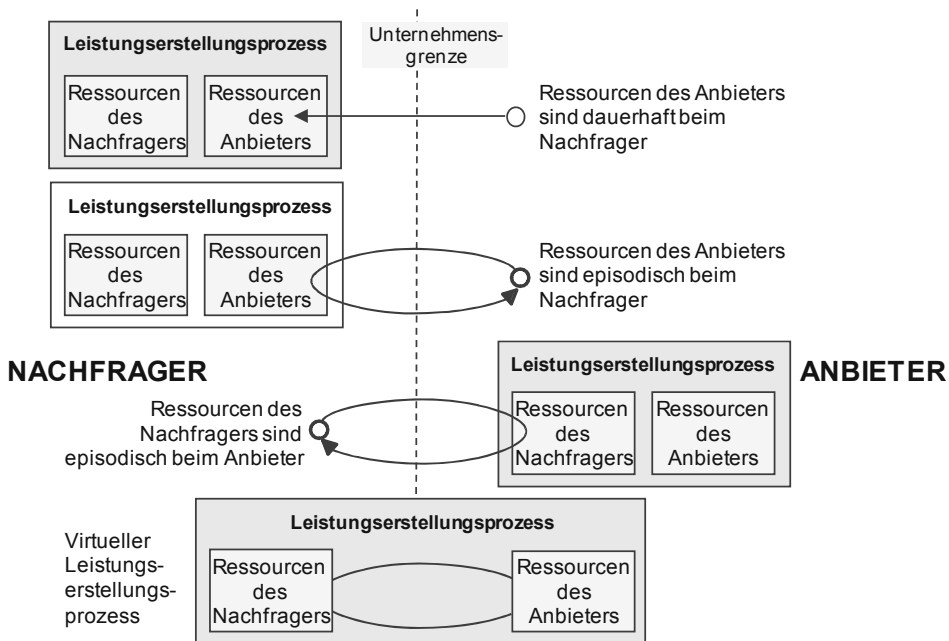 Leistungserstellungsprozess
Unternehmens-
grenze
Ressourcen
des
Nachfragers
Ressourcen
des
Anbieters
Ressourcen des Anbieters
sind dauerhaft beim
Nachfrager
Leistungserstellungsprozess
Ressourcen
des
Nachfragers
Ressourcen
des
Anbieters
Ressourcen des Anbieters
sind episodisch beim
Nachfrager
NACHFRAGER
ANBIETER
Ressourcen des
Nachfragers sind
episodisch beim Anbieter
Leistungserstellungsprozess
Ressourcen
des
Nachfragers
Ressourcen
des
Anbieters
Virtueller
Leistungs-
erstellungs-
prozess
Leistungserstellungsprozess
Ressourcen
des
Nachfragers
Ressourcen
des
Anbieters